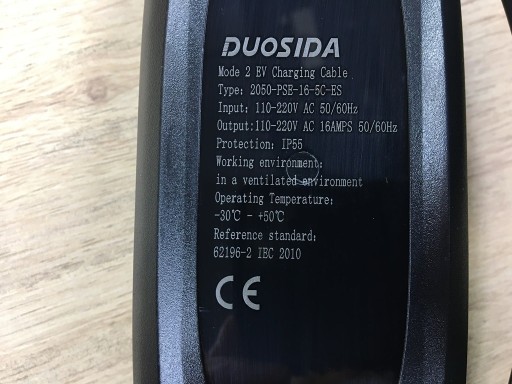 DUOSIDA
Mode 2 EV Charging Cable
Type: 2050-PSE-16-5C-ES
Input: 110-220V AC 50/60Hz
Output:110-220V AC 16AMPS 50/60Hz
Protection: IP55
Working environment:
in a ventilated environment
Operating Temperature:
-30℃ - +50℃
Reference standard:
62196-2 IEC 2010
CE